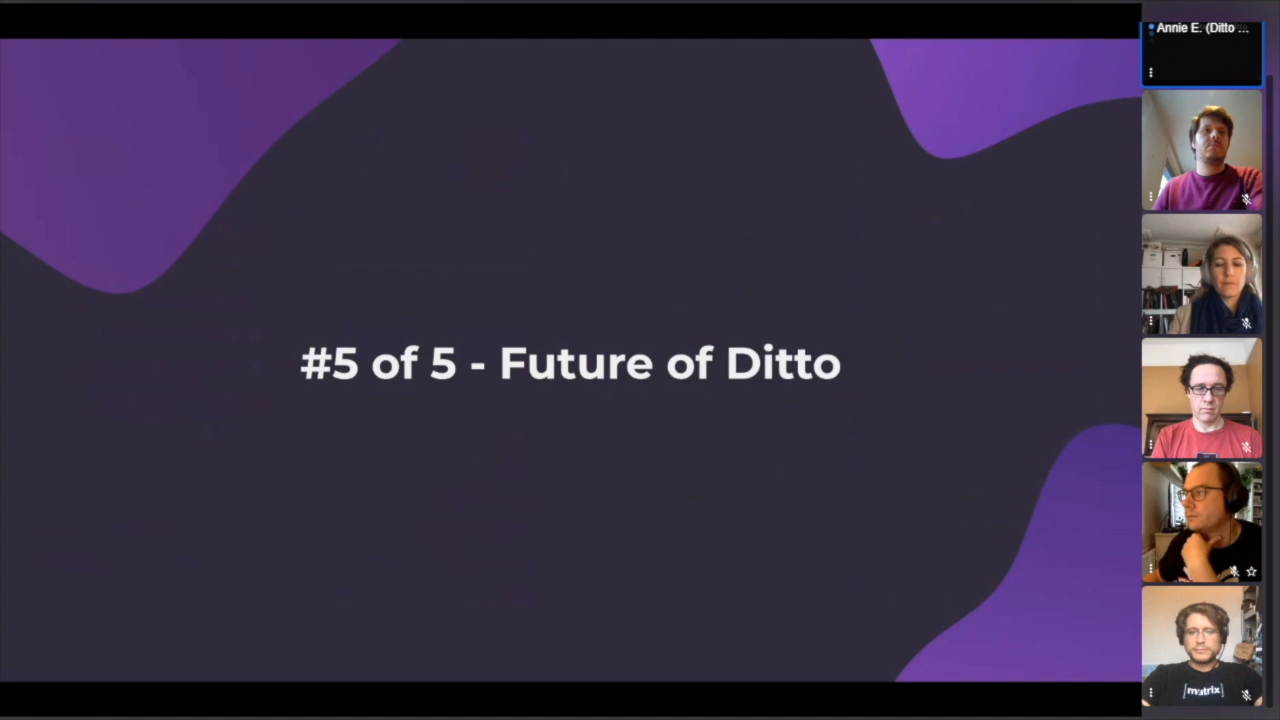 Annie E. (Ditto ...
#5 of 5 - Future of Ditto
[matrix]